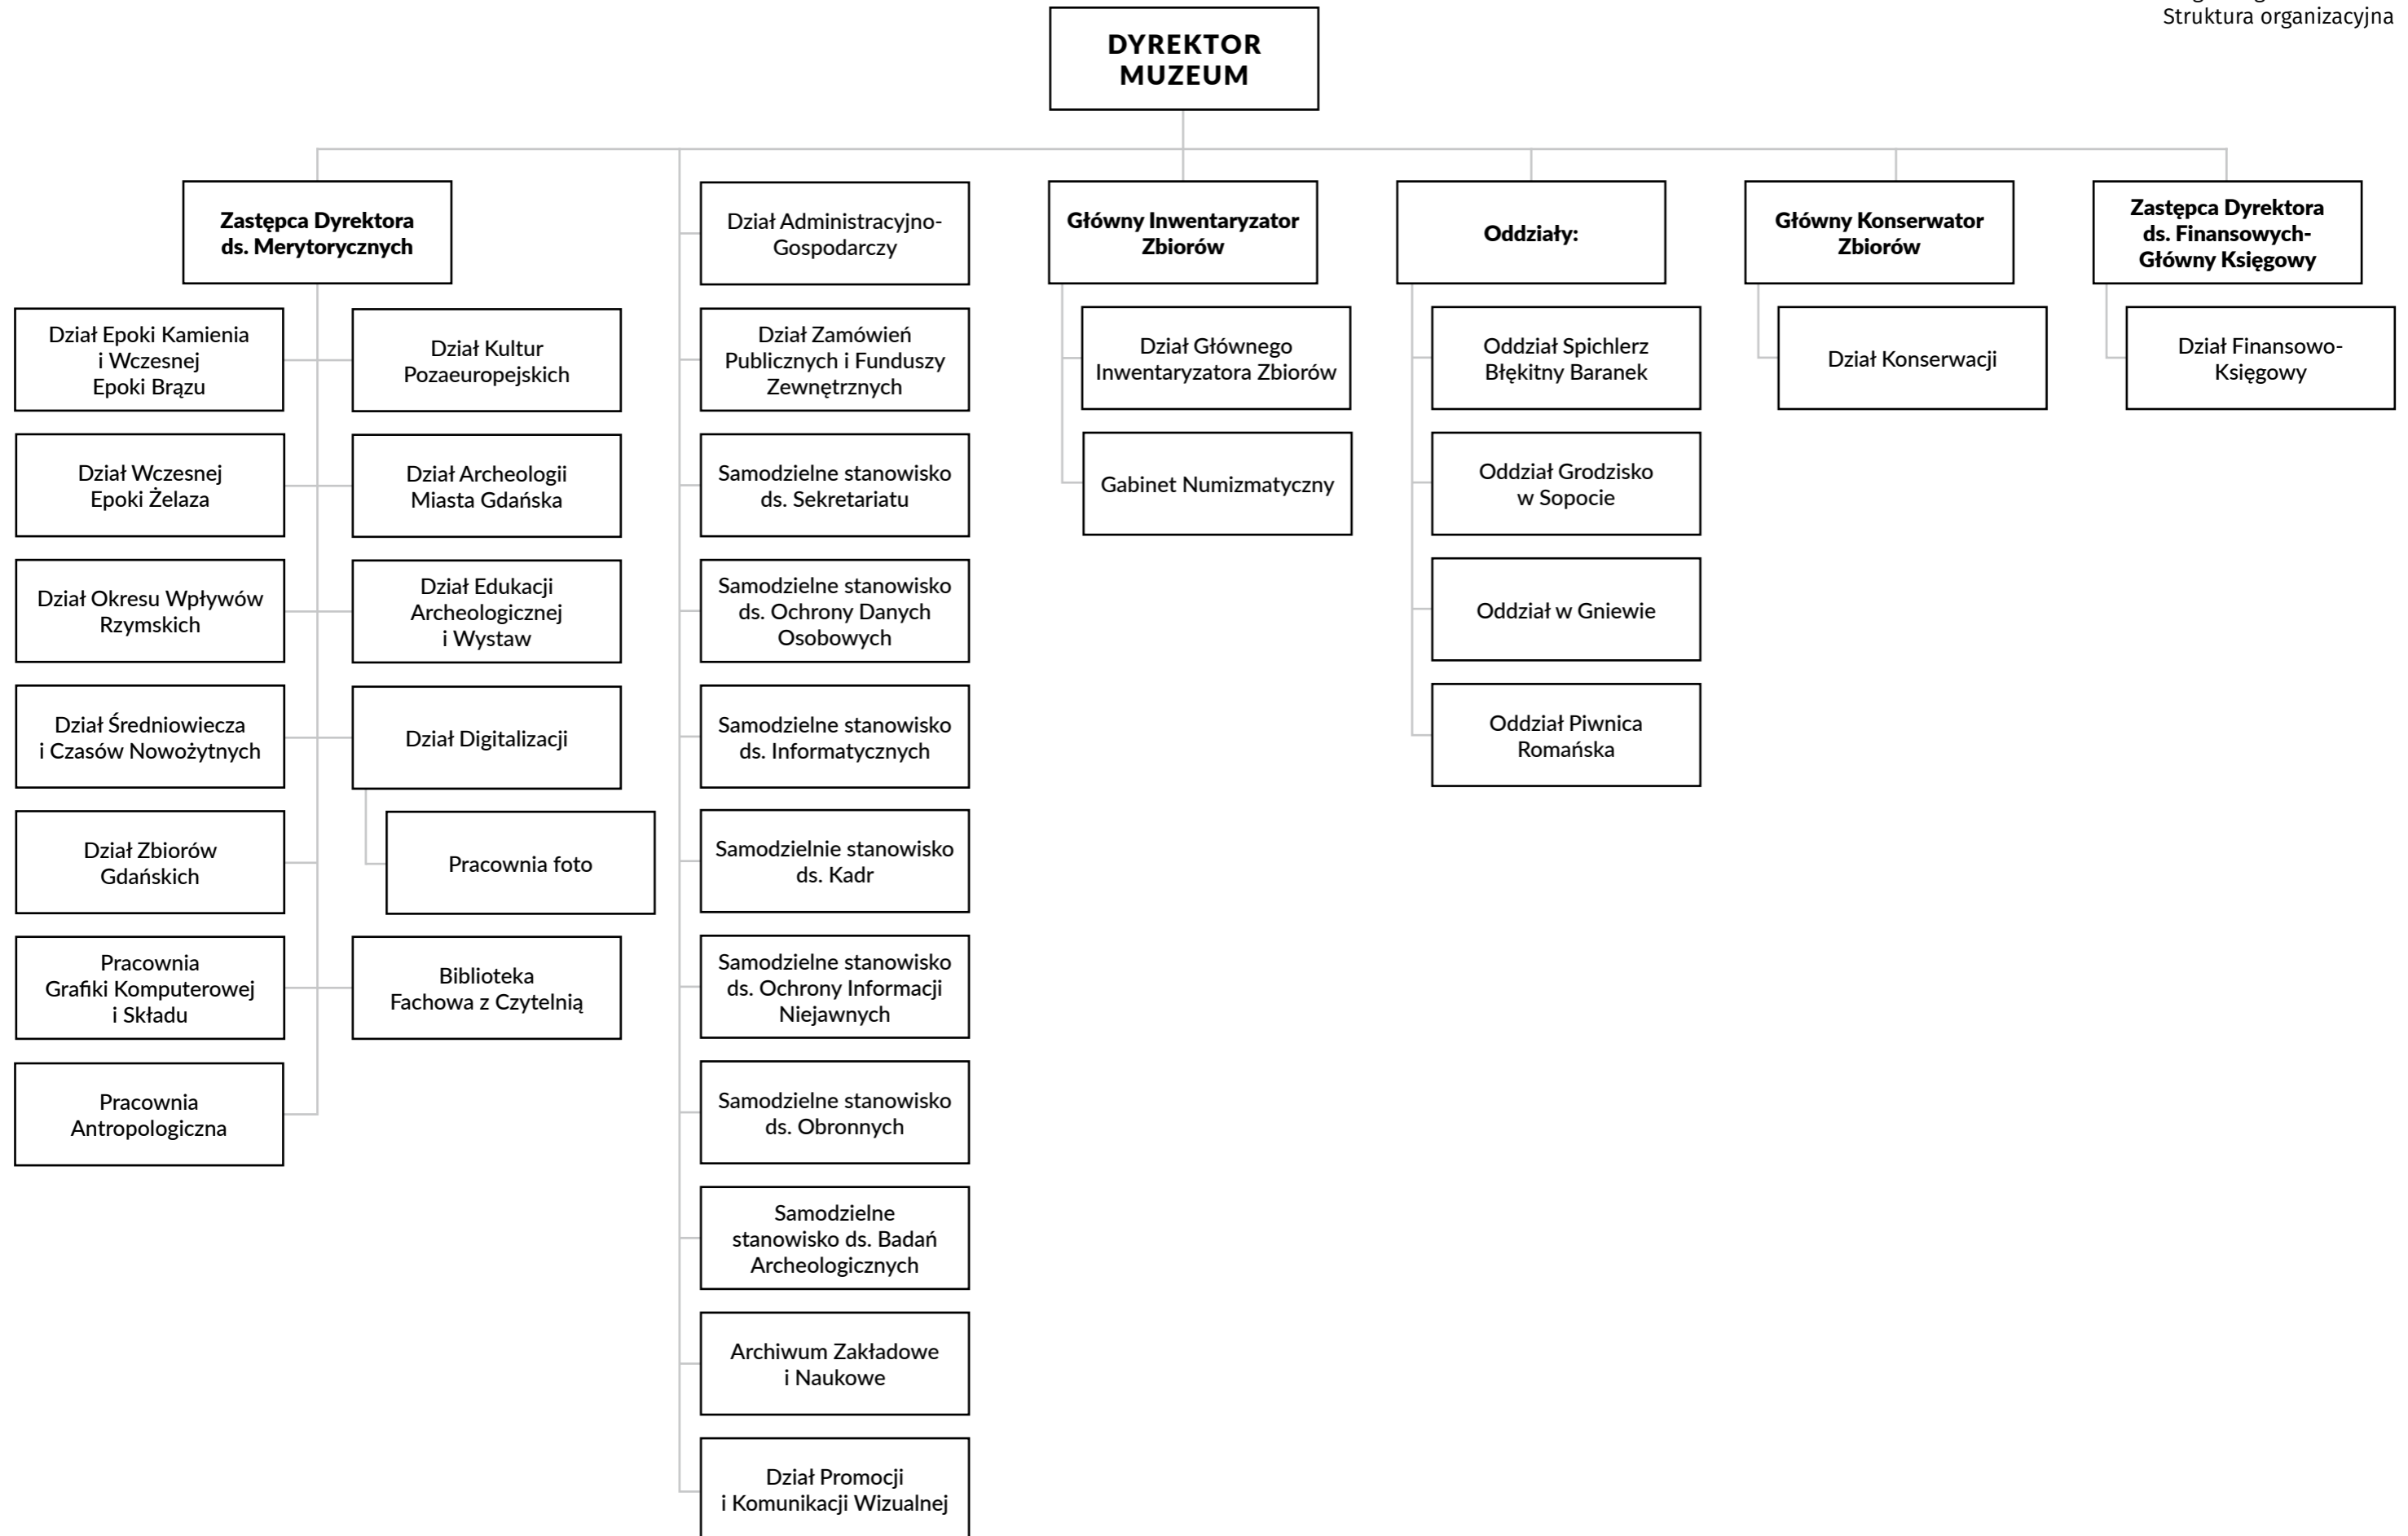 Struktura organizacyjna
DYREKTOR
MUZEUM
Zastępca Dyrektora
ds. Merytorycznych
Dział Epoki Kamienia
i Wczesnej
Epoki Brązu
Dział Wczesnej
Epoki Żelaza
Dział Okresu Wpływów
Rzymskich
Dział Średniowiecza
i Czasów Nowożytnych
Dział Zbiorów
Gdańskich
Pracownia
Grafiki Komputerowej
i Składu
Pracownia
Antropologiczna
Dział Kultur
Pozaeuropejskich
Dział Archeologii
Miasta Gdańska
Dział Edukacji
Archeologicznej
i Wystaw
Dział Digitalizacji
Pracownia foto
Biblioteka
Fachowa z Czytelnią
Dział Administracyjno-
Gospodarczy
Dział Zamówień
Publicznych i Funduszy
Zewnętrznych
Samodzielne stanowisko
ds. Sekretariatu
Samodzielne stanowisko
ds. Ochrony Danych
Osobowych
Samodzielne stanowisko
ds. Informatycznych
Samodzielnie stanowisko
ds. Kadr
Samodzielne stanowisko
ds. Ochrony Informacji
Niejawnych
Samodzielne stanowisko
ds. Obronnych
Samodzielne
stanowisko ds. Badań
Archeologicznych
Archiwum Zakładowe
i Naukowe
Dział Promocji
i Komunikacji Wizualnej
Główny Inwentaryzator
Zbiorów
Dział Głównego
Inwentaryzatora Zbiorów
Gabinet Numizmatyczny
Oddziały:
Oddział Spichlerz
Błękitny Baranek
Oddział Grodzisko
w Sopocie
Oddział w Gniewie
Oddział Piwnica
Romańska
Główny Konserwator
Zbiorów
Dział Konserwacji
Zastępca Dyrektora
ds. Finansowych-
Główny Księgowy
Dział Finansowo-
Księgowy